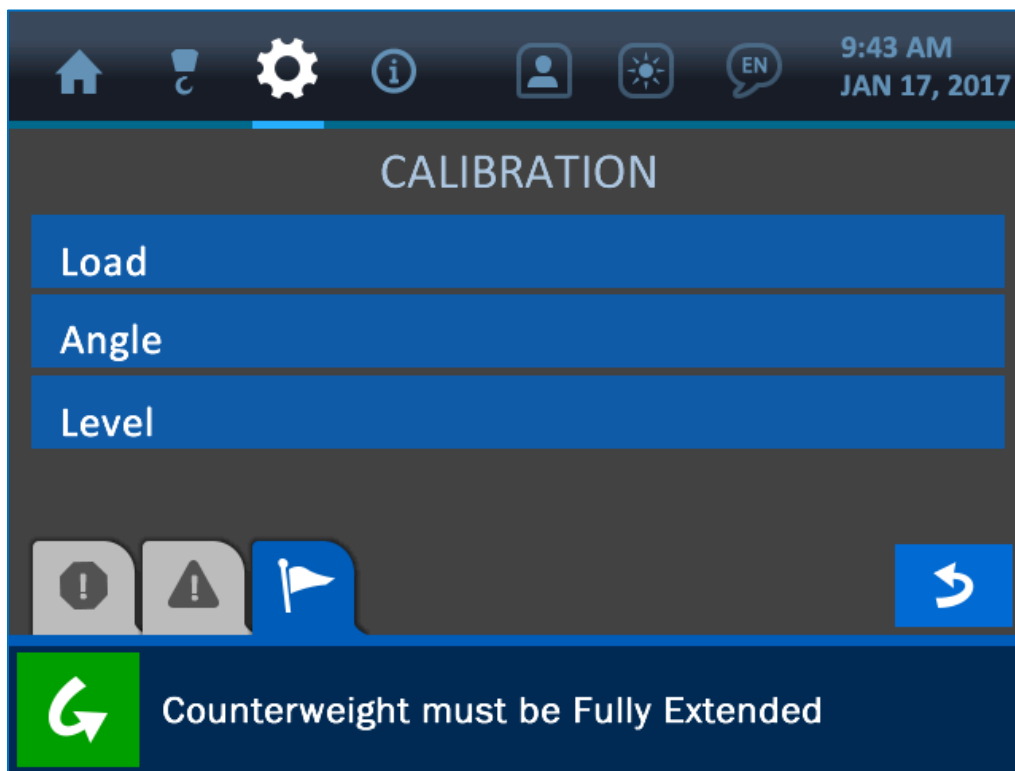 EN
9:43 AM
JAN 17, 2017
CALIBRATION
Load
Angle
Level
Counterweight must be Fully Extended